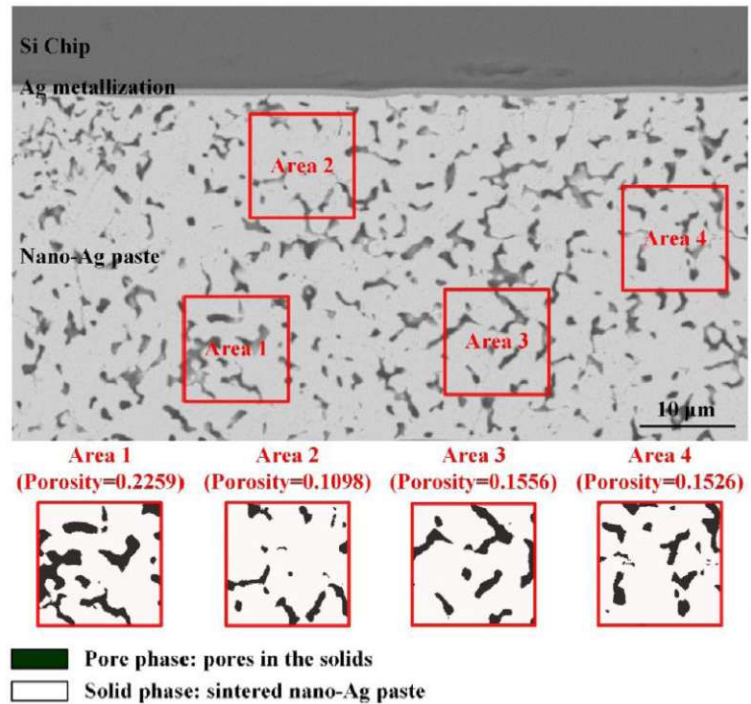 Si Chip
Ag metallization
Area 2
Area 4
Nano-Ag paste
Area 1
Area 3
10 μm
Area 1 Area 2 Area 3 Area 4
(Porosity=0.2259) (Porosity=0.1098) (Porosity=0.1556) (Porosity=0.1526)
Pore phase: pores in the solids
Solid phase: sintered nano-Ag paste